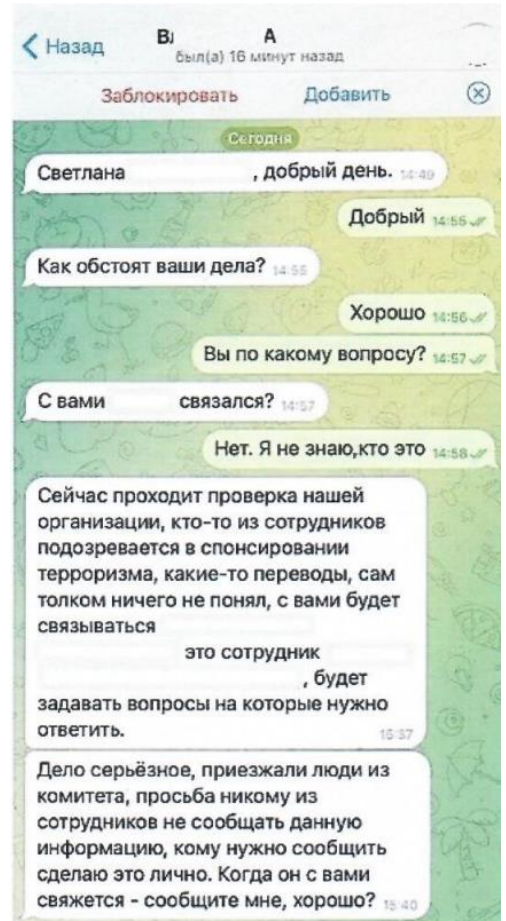 Назад
В
А
был(а) 16 минут назад
Заблокировать Добавить
Сегодня
Светлана , добрый день. 14:49
Добрый 14:56
Как обстоят ваши дела? 14:56
Хорошо 14:56
Вы по какому вопросу? 14:57
С вами связался? 14:57
Нет. Я не знаю,кто это 14:58
Сейчас проходит проверка нашей
организации, кто-то из сотрудников
подозревается в спонсировании
терроризма, какие-то переводы, сам
толком ничего не понял, с вами будет
связываться
это сотрудник
, будет
задавать вопросы на которые нужно
ответить. 15:37
Дело серьёзное, приезжали люди из
комитета, просьба никому из
сотрудников не сообщать данную
информацию, кому нужно сообщить
сделаю это лично. Когда он с вами
свяжется - сообщите мне, хорошо? 15:40